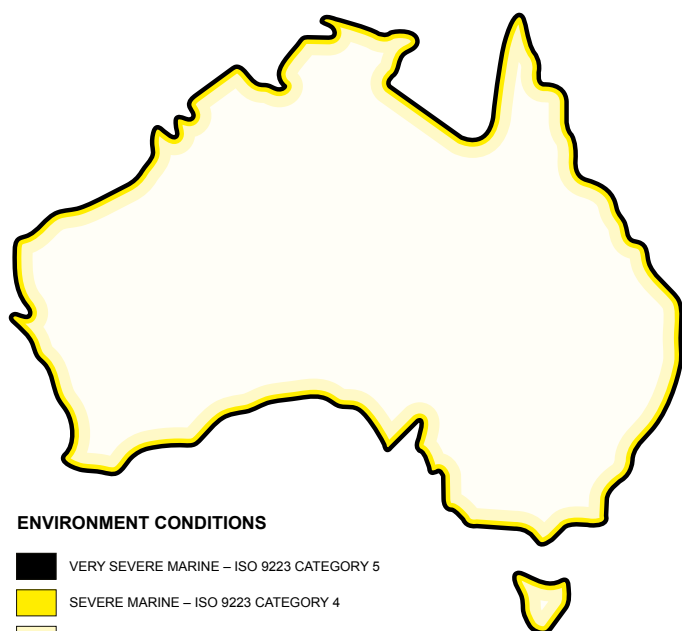 ENVIRONMENT CONDITIONS
VERY SEVERE MARINE – ISO 9223 CATEGORY 5
SEVERE MARINE – ISO 9223 CATEGORY 4